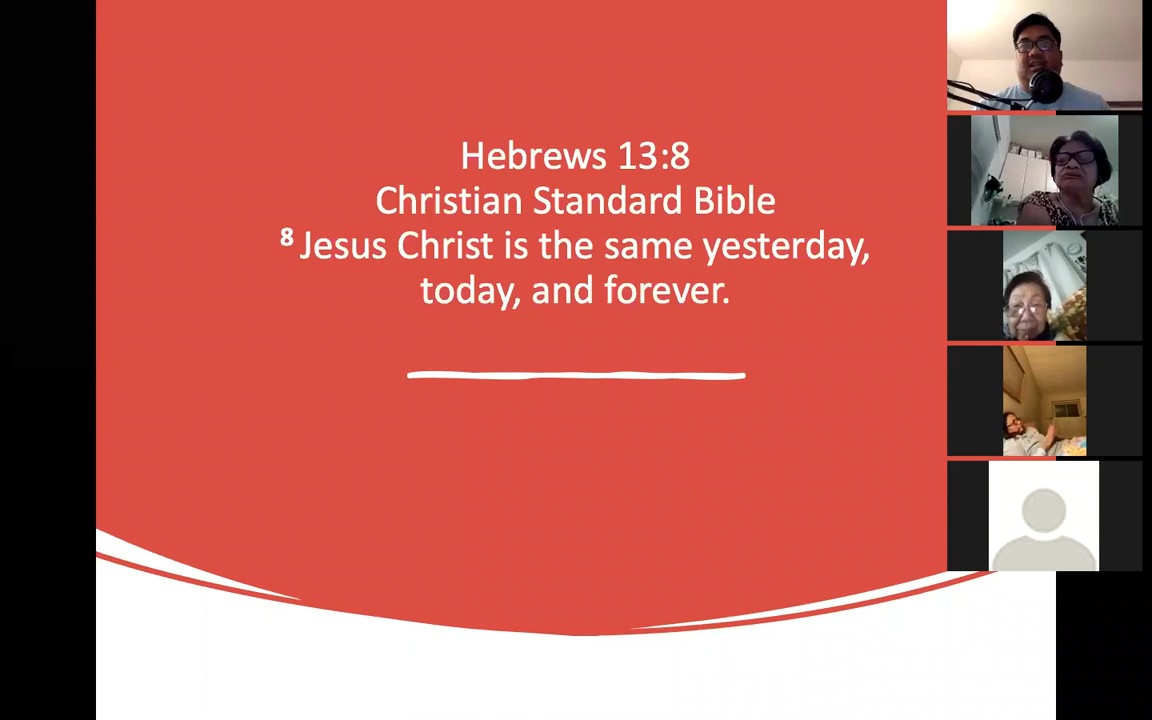 Hebrews 13:8
Christian Standard Bible
⁸ Jesus Christ is the same yesterday,
today, and forever.